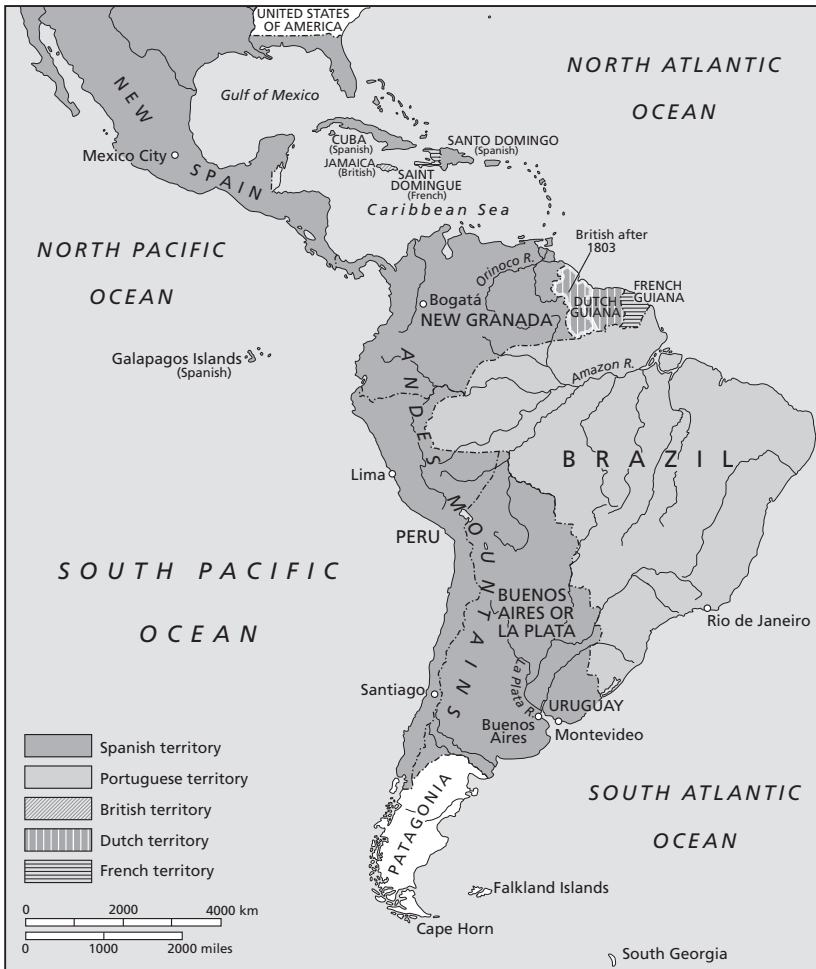 UNITED STATES
OF AMERICA
NORTH ATLANTIC
OCEAN
Gulf of Mexico
NEW
SPAIN
Mexico City
CUBA
(Spanish)
JAMAICA
(British)
SAINT
DOMINGUE
(French)
SANTO DOMINGO
(Spanish)
Caribbean Sea
NORTH PACIFIC
OCEAN
British after
1803
Orinoco R.
FRENCH
GUIANA
DUTCH
GUIANA
Bogatá
NEW GRANADA
Galapagos Islands
(Spanish)
Amazon R.
ANDES
MOUNTAINS
BRAZIL
Lima
PERU
SOUTH PACIFIC
OCEAN
BUENOS
AIRES OR
LA PLATA
Rio de Janeiro
La Plata R.
Santiago
URUGUAY
Buenos
Aires
Montevideo
Spanish territory
Portuguese territory
British territory
Dutch territory
French territory
SOUTH ATLANTIC
OCEAN
PATAGONIA
Falkland Islands
Cape Horn
South Georgia
0 2000 4000 km
0 1000 2000 miles